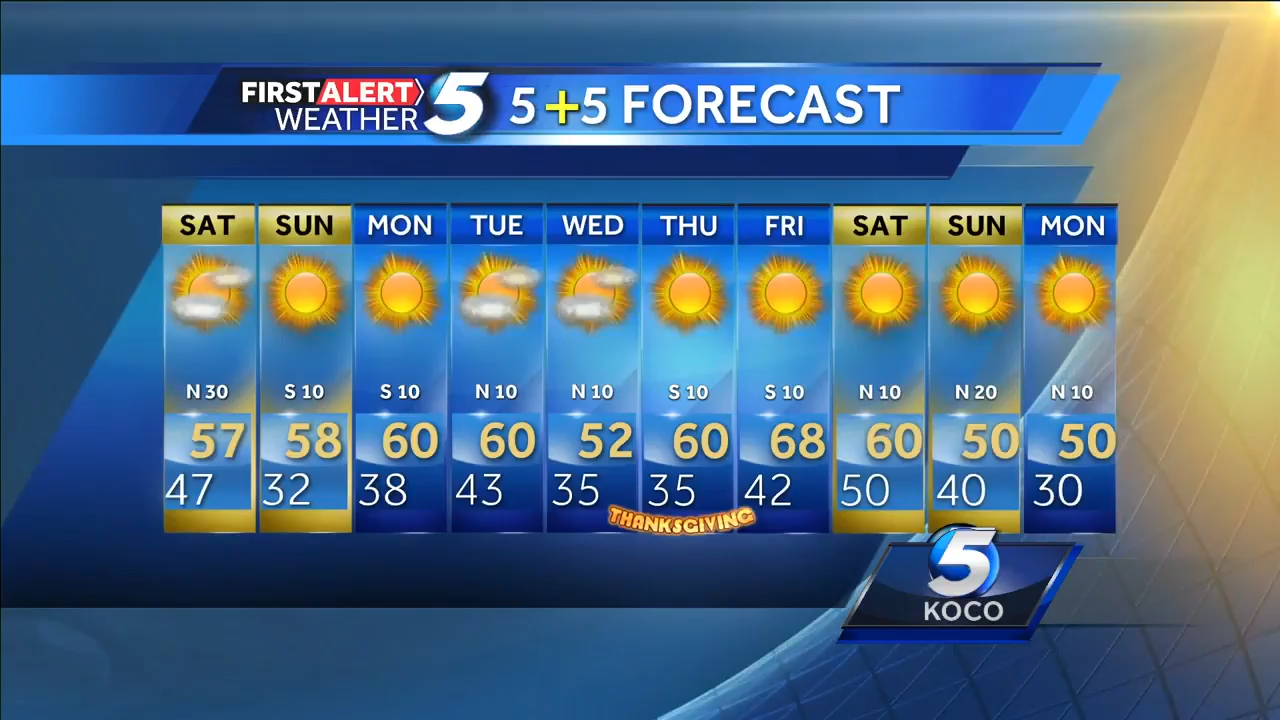 FIRSTALERT
WEATHER 5
5+5 FORECAST
SAT SUN MON TUE WED THU FRI SAT SUN MON
N 30 S 10 S 10 N 10 N 10 S 10 S 10 N 10 N 20 N 10
57 58 60 60 52 60 68 60 50 50
47 32 38 43 35 35 42 50 40 30
THANKSGIVING
5
KOCO